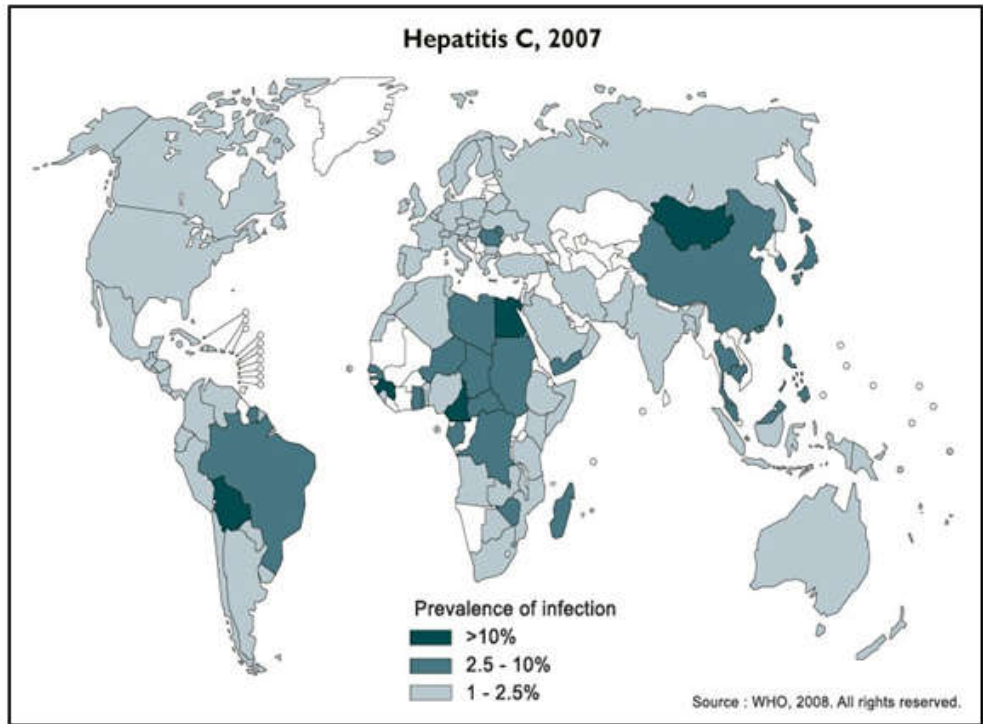 Hepatitis C, 2007
Prevalence of infection
>10%
2.5 - 10%
1 - 2.5%
Source : WHO, 2008. All rights reserved.